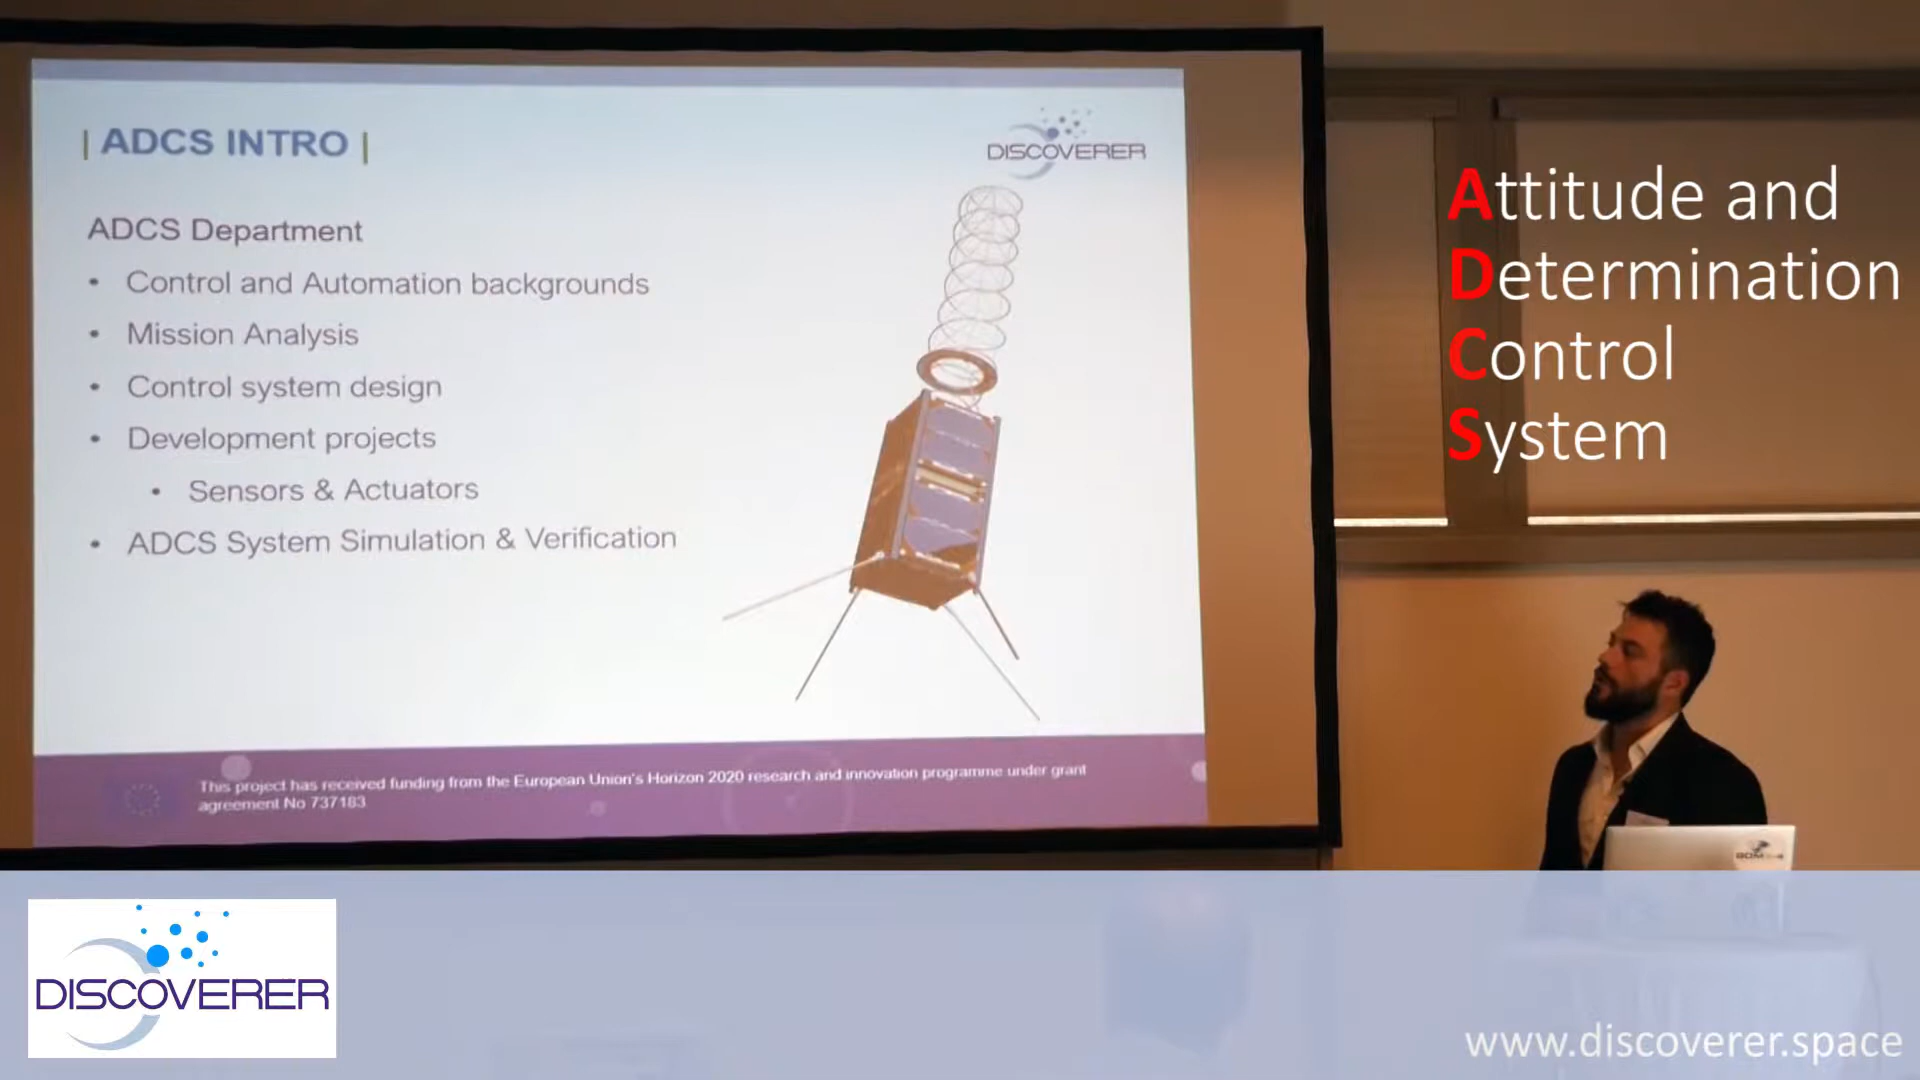 | ADCS INTRO |
DISCOVERER
ADCS Department
• Control and Automation backgrounds
• Mission Analysis
• Control system design
• Development projects
• Sensors & Actuators
• ADCS System Simulation & Verification
This project has received funding from the European Union's Horizon 2020 research and innovation programme under grant
agreement No 737183
Attitude and
Determination
Control
System
DISCOVERER
www.discoverer.space